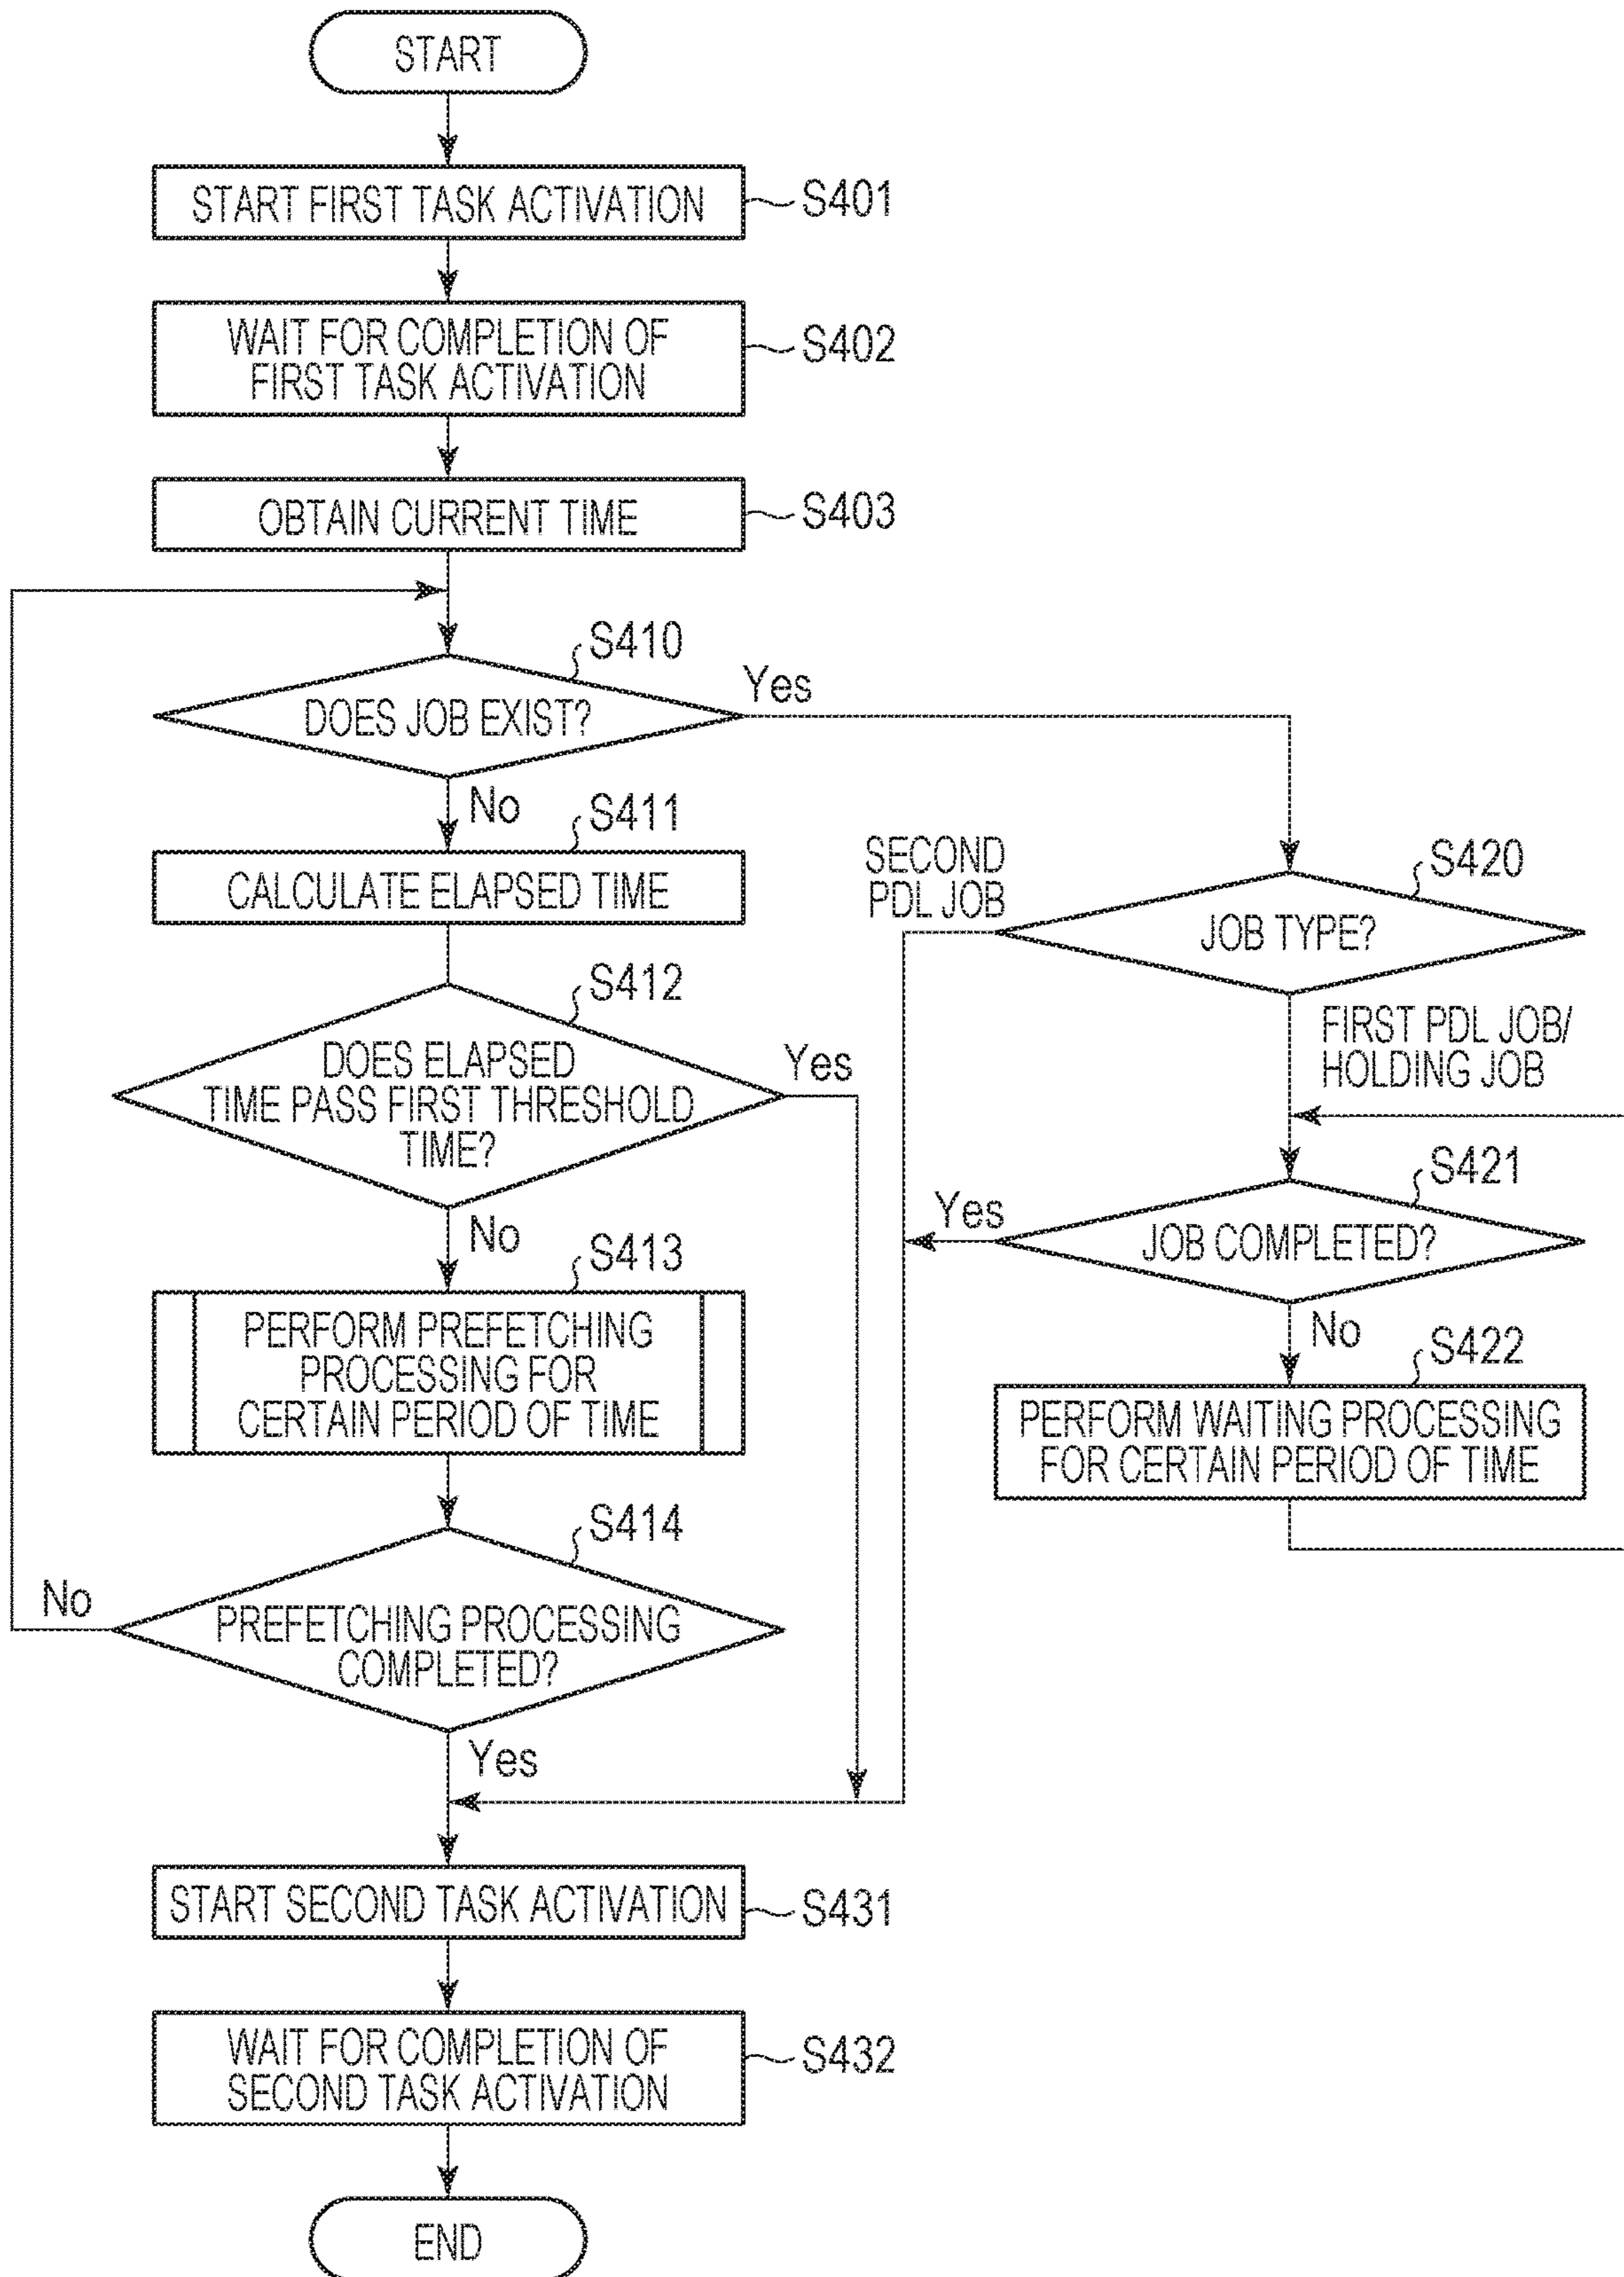 START
START FIRST TASK ACTIVATION
S401
WAIT FOR COMPLETION OF
FIRST TASK ACTIVATION
S402
OBTAIN CURRENT TIME
S403
S410
DOES JOB EXIST?
Yes
No
S411
CALCULATE ELAPSED TIME
S412
DOES ELAPSED
TIME PASS FIRST THRESHOLD
TIME?
Yes
No
S413
PERFORM PREFETCHING
PROCESSING FOR
CERTAIN PERIOD OF TIME
S414
PREFETCHING PROCESSING
COMPLETED?
No
Yes
SECOND
PDL JOB
S420
JOB TYPE?
FIRST PDL JOB/
HOLDING JOB
S421
JOB COMPLETED?
Yes
No
S422
PERFORM WAITING PROCESSING
FOR CERTAIN PERIOD OF TIME
START SECOND TASK ACTIVATION
S431
WAIT FOR COMPLETION OF
SECOND TASK ACTIVATION
S432
END